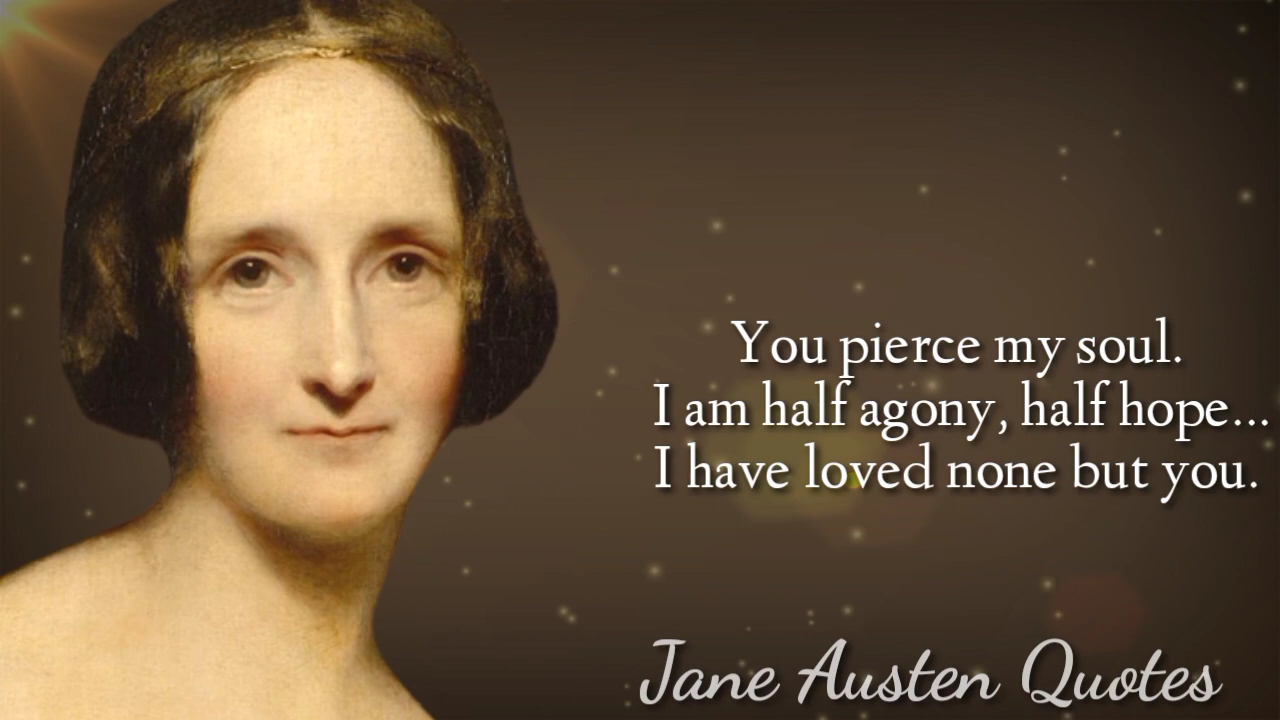 You pierce my soul.
I am half agony, half hope...
I have loved none but you.
Jane Austen Quotes